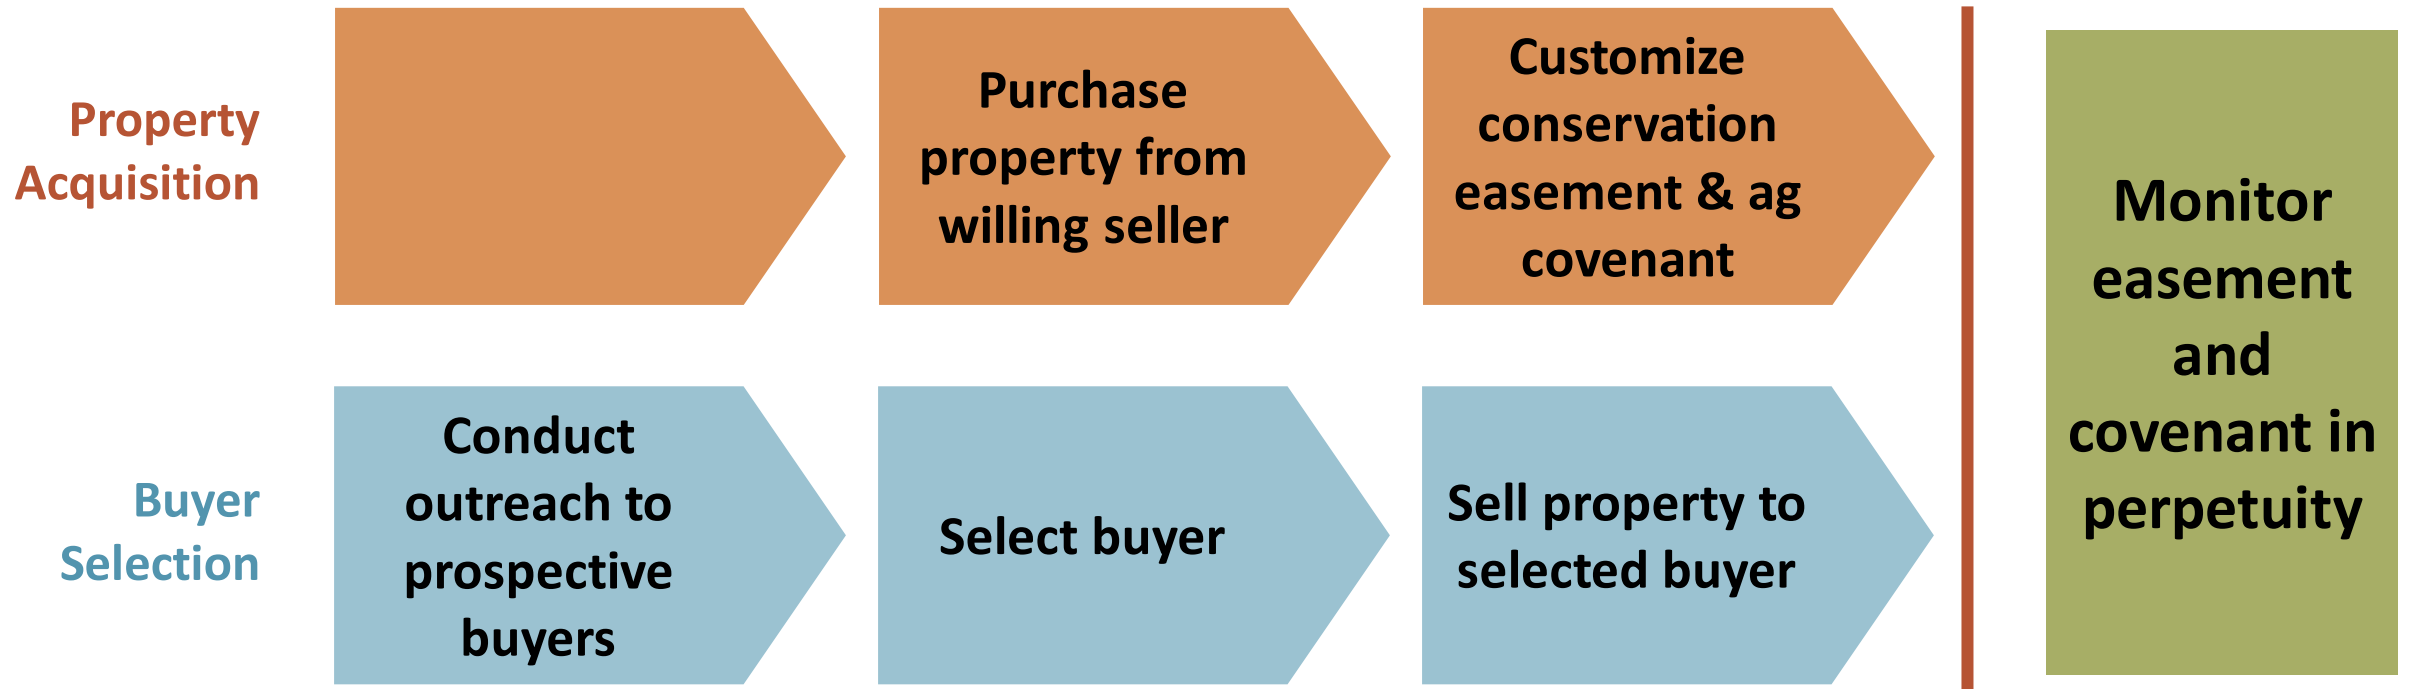 Property
Acquisition
Purchase
property from
willing seller
Customize
conservation
easement & ag
covenant
Buyer
Selection
Conduct
outreach to
prospective
buyers
Select buyer
Sell property to
selected buyer
Monitor
easement
and
covenant in
perpetuity